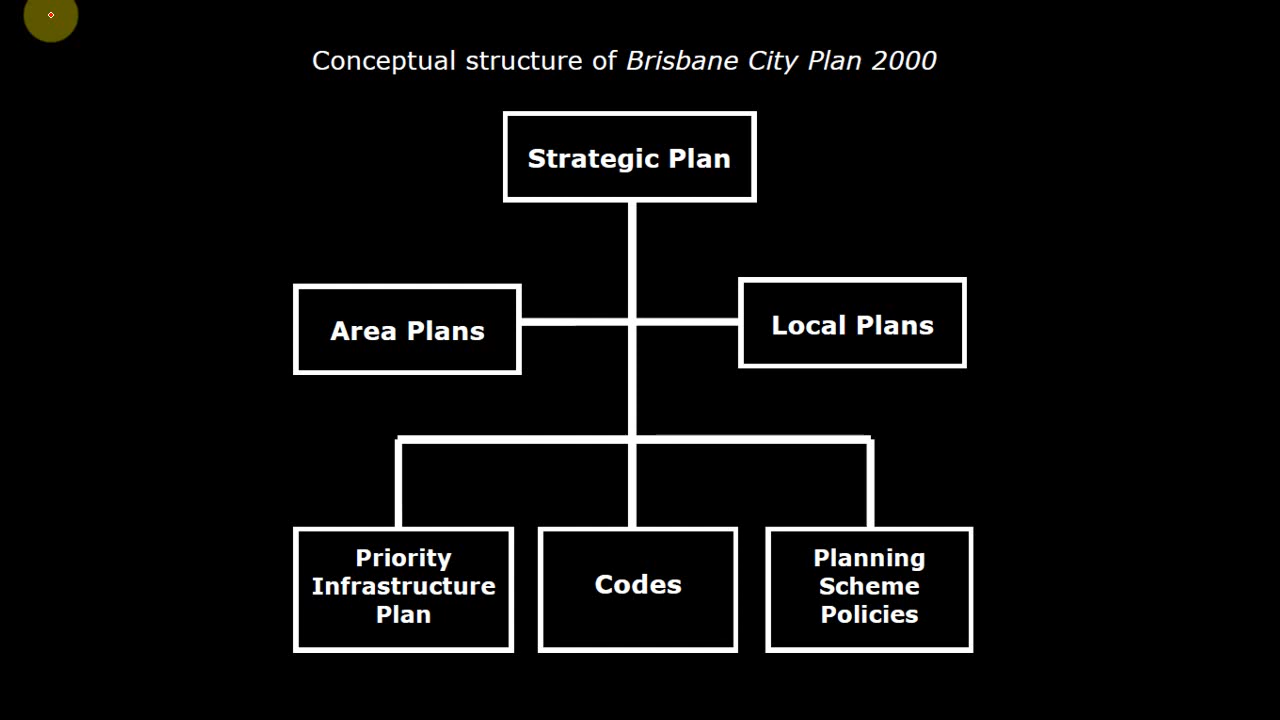 Conceptual structure of Brisbane City Plan 2000
Strategic Plan
Area Plans
Local Plans
Priority
Infrastructure
Plan
Codes
Planning
Scheme
Policies